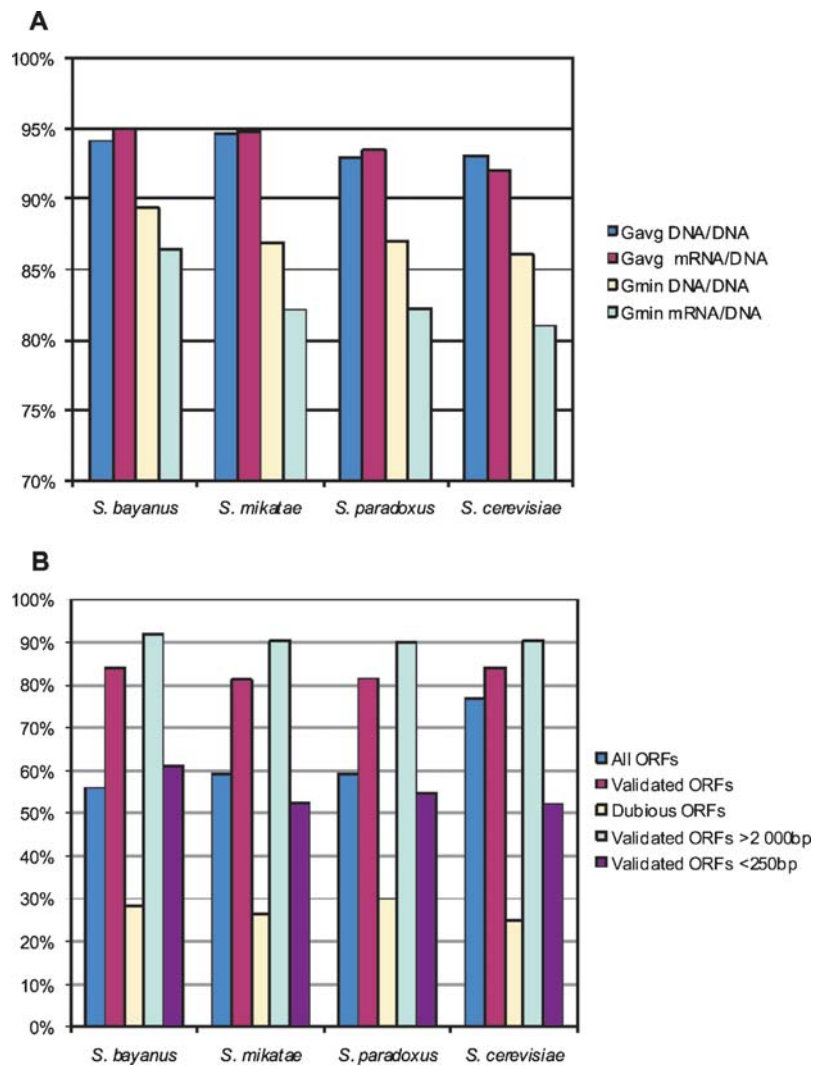 A
100%
95%
90%
85%
80%
75%
70%
S. bayanus S. mikatae S. paradoxus S. cerevisiae
Gavg DNA/DNA
Gavg mRNA/DNA
Gmin DNA/DNA
Gmin mRNA/DNA
B
100%
90%
80%
70%
60%
50%
40%
30%
20%
10%
0%
S. bayanus S. mikatae S. paradoxus S. cerevisiae
All ORFs
Validated ORFs
Dubious ORFs
Validated ORFs >2 000bp
Validated ORFs <250bp